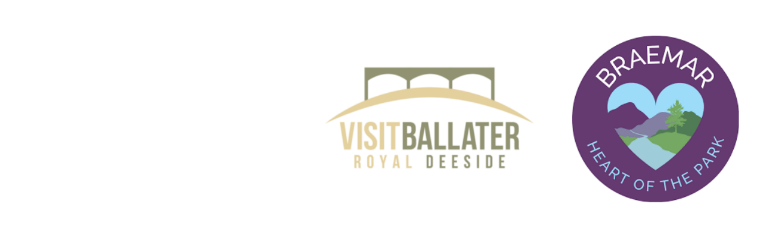 VISITBALLATER
ROYAL DEESIDE
BRAEMAR
HEART OF THE PARK